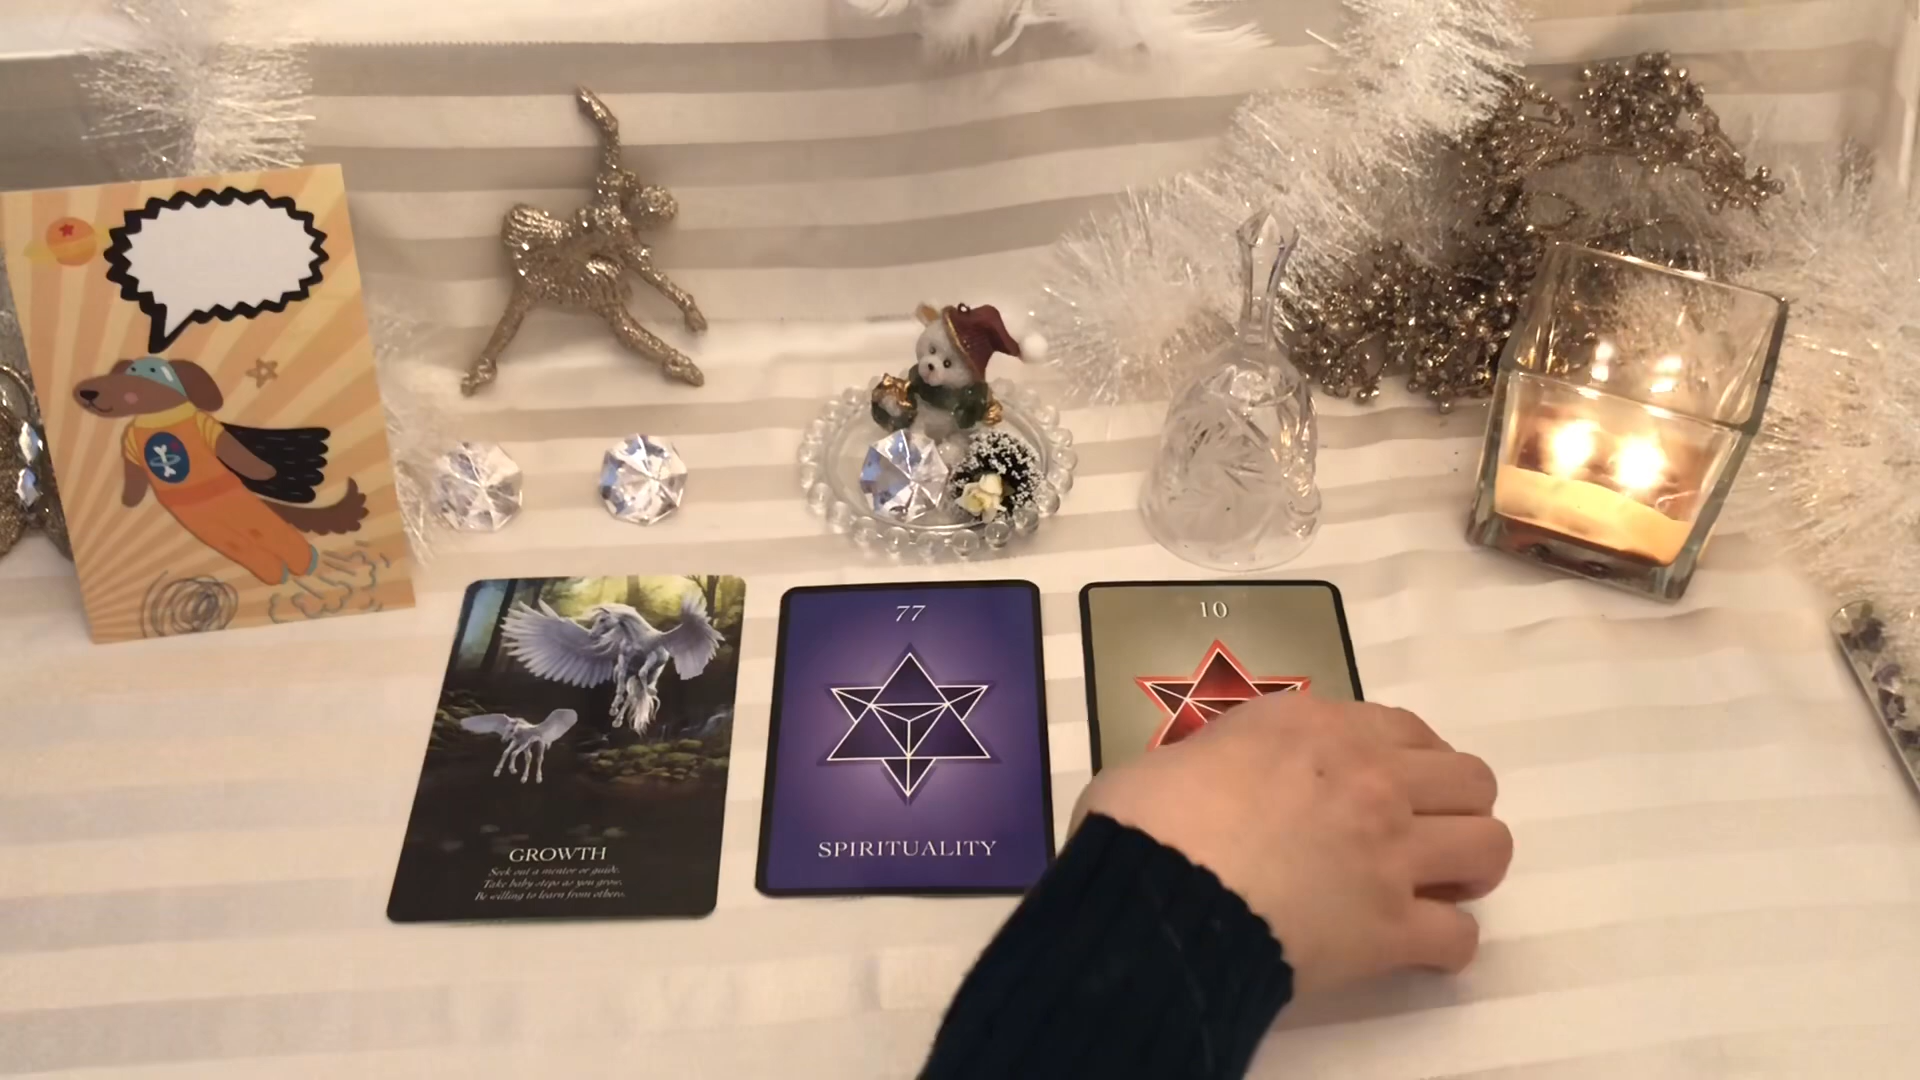 GROWTH
Seek out a mentor or guide.
Take baby steps as you grow.
Be willing to learn from others.
77
SPIRITUALITY
10